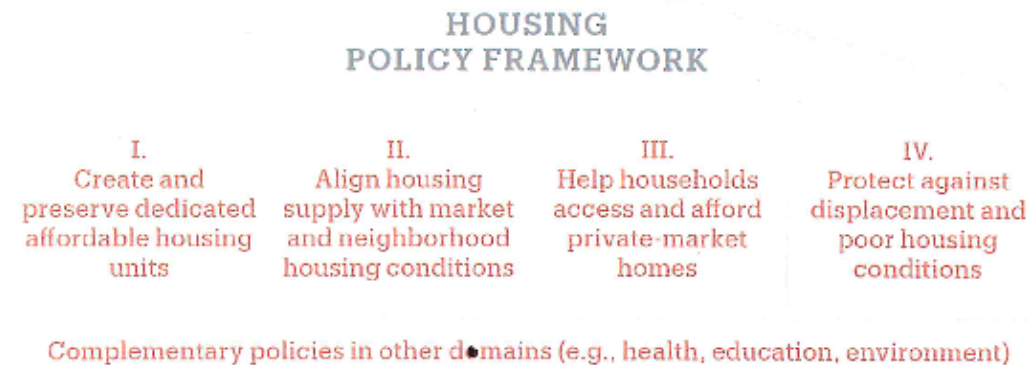 HOUSING
POLICY FRAMEWORK
I.
Create and
preserve dedicated
affordable housing
units
II.
Align housing
supply with market
and neighborhood
housing conditions
III.
Help households
access and afford
private-market
homes
IV.
Protect against
displacement and
poor housing
conditions
Complementary policies in other domains (e.g., health, education, environment)